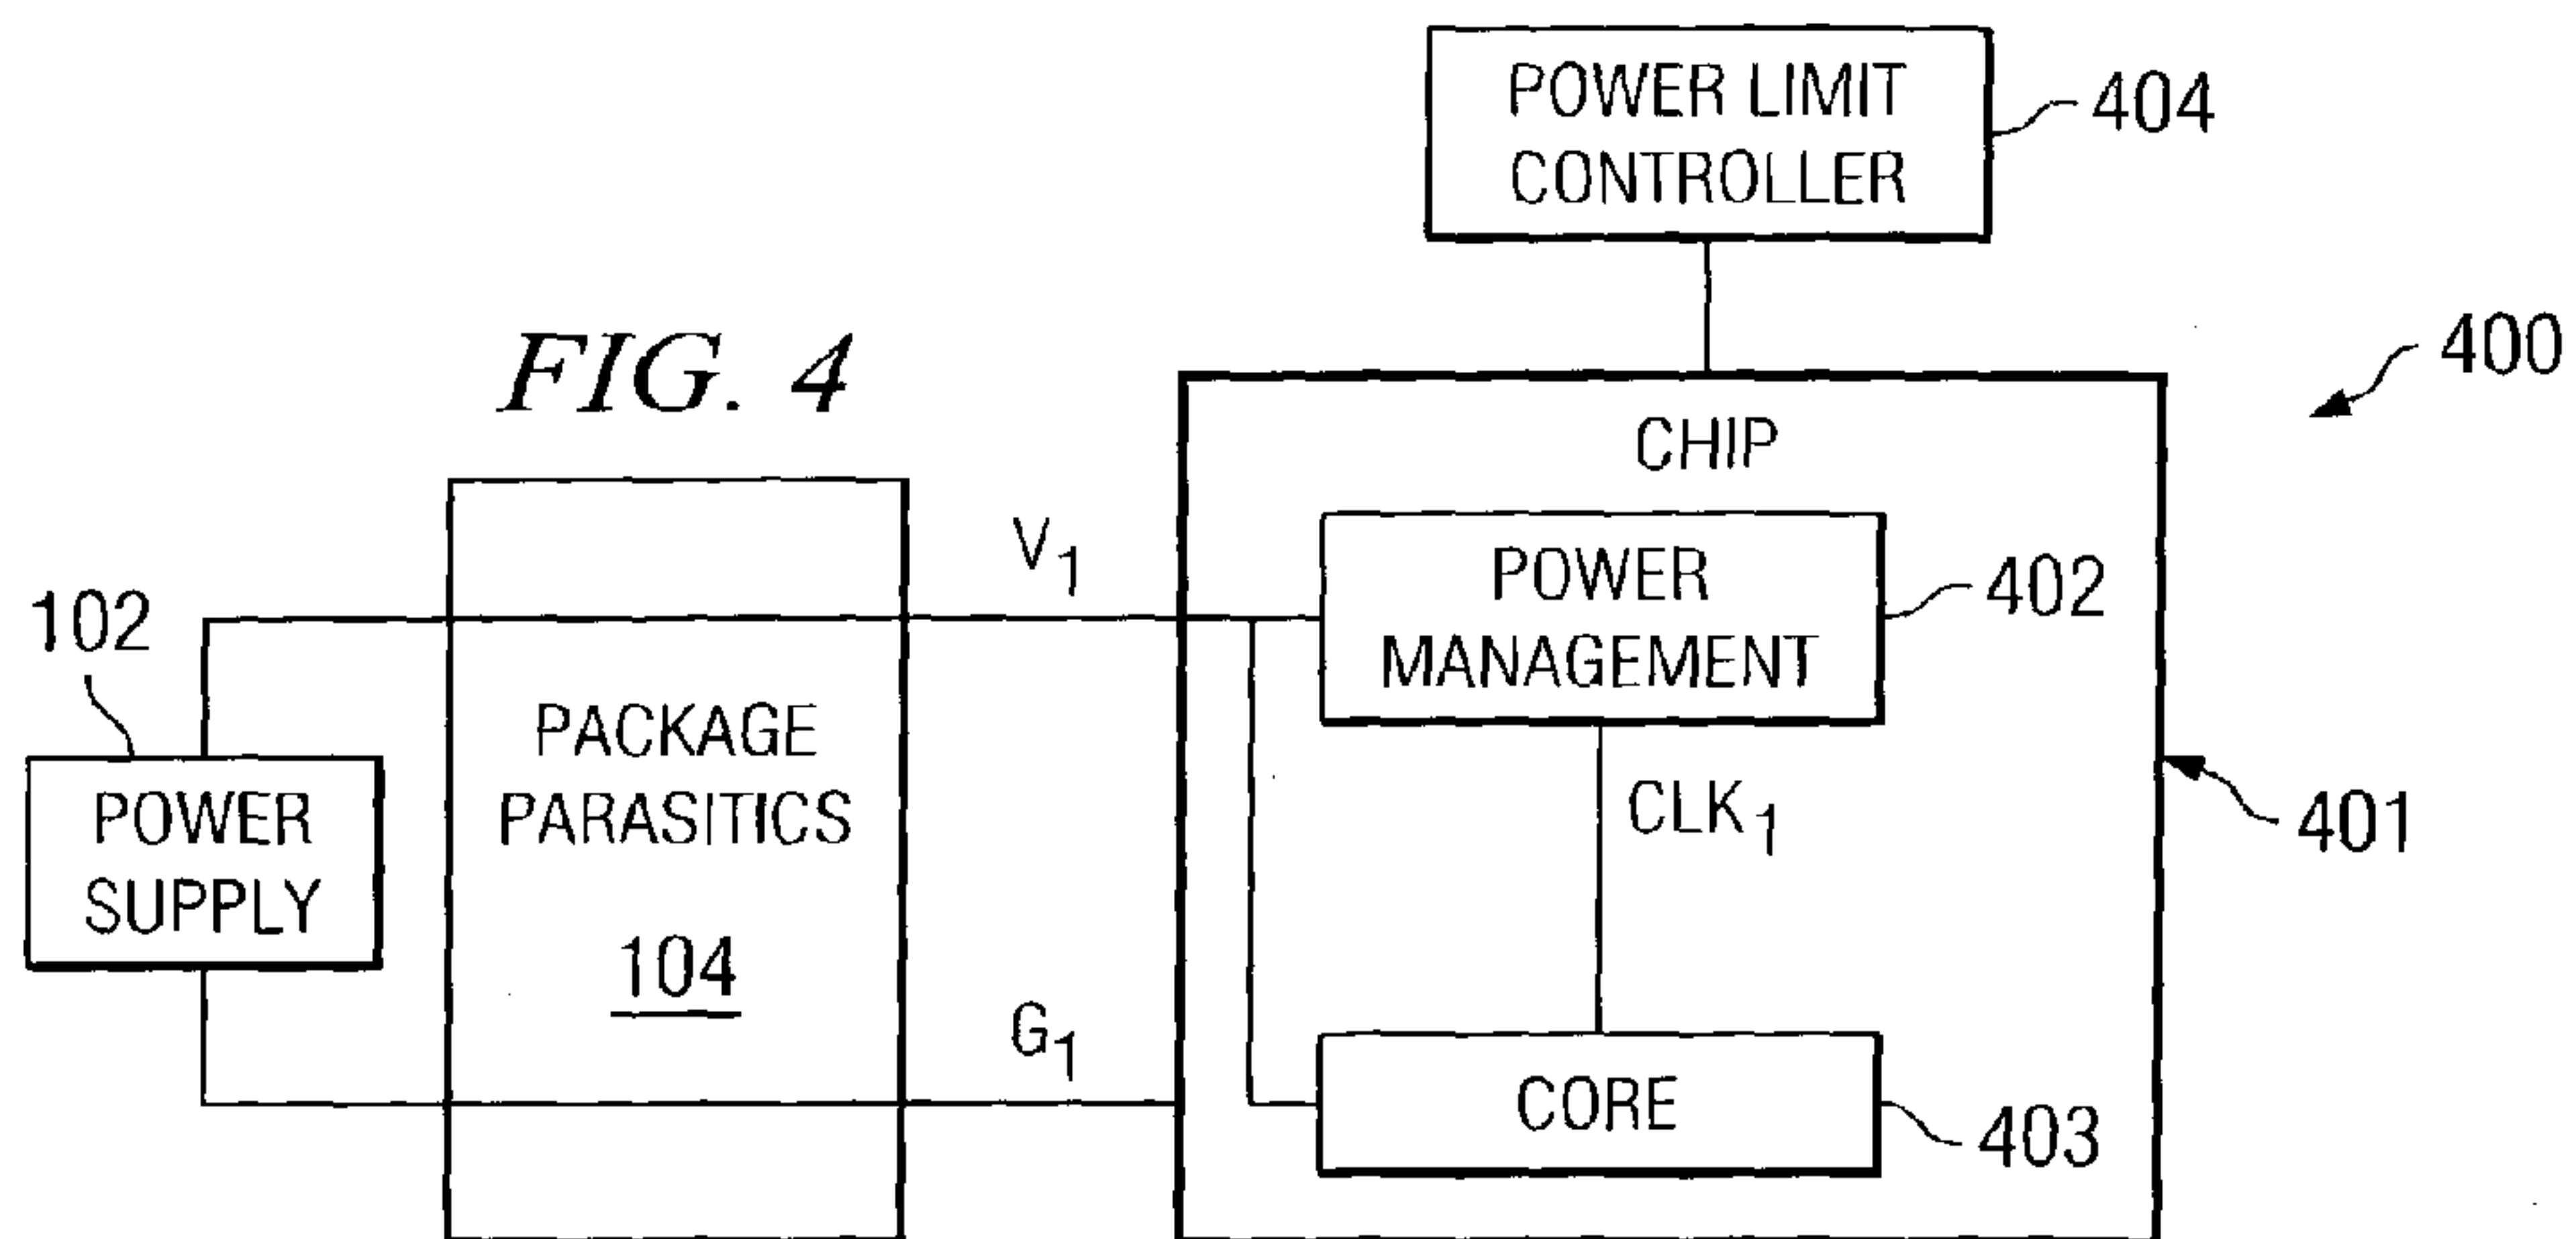 POWER LIMIT
CONTROLLER
404
FIG. 4
400
CHIP
V1
POWER
MANAGEMENT
402
102
PACKAGE
PARASITICS
104
POWER
SUPPLY
CLK1
401
G1
CORE
403